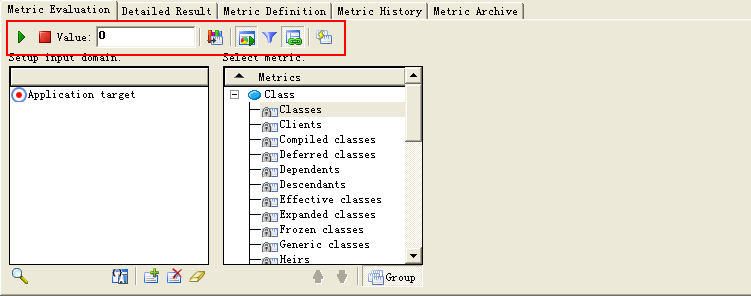 Metric Evaluation Detailed Result Metric Definition Metric History Metric Archive
Value: 0
Setup input domain. Select metric.
Metrics
Application target
Class
Classes
Clients
Compiled classes
Deferred classes
Dependents
Descendants
Effective classes
Expanded classes
Frozen classes
Generic classes
Heirs
Group